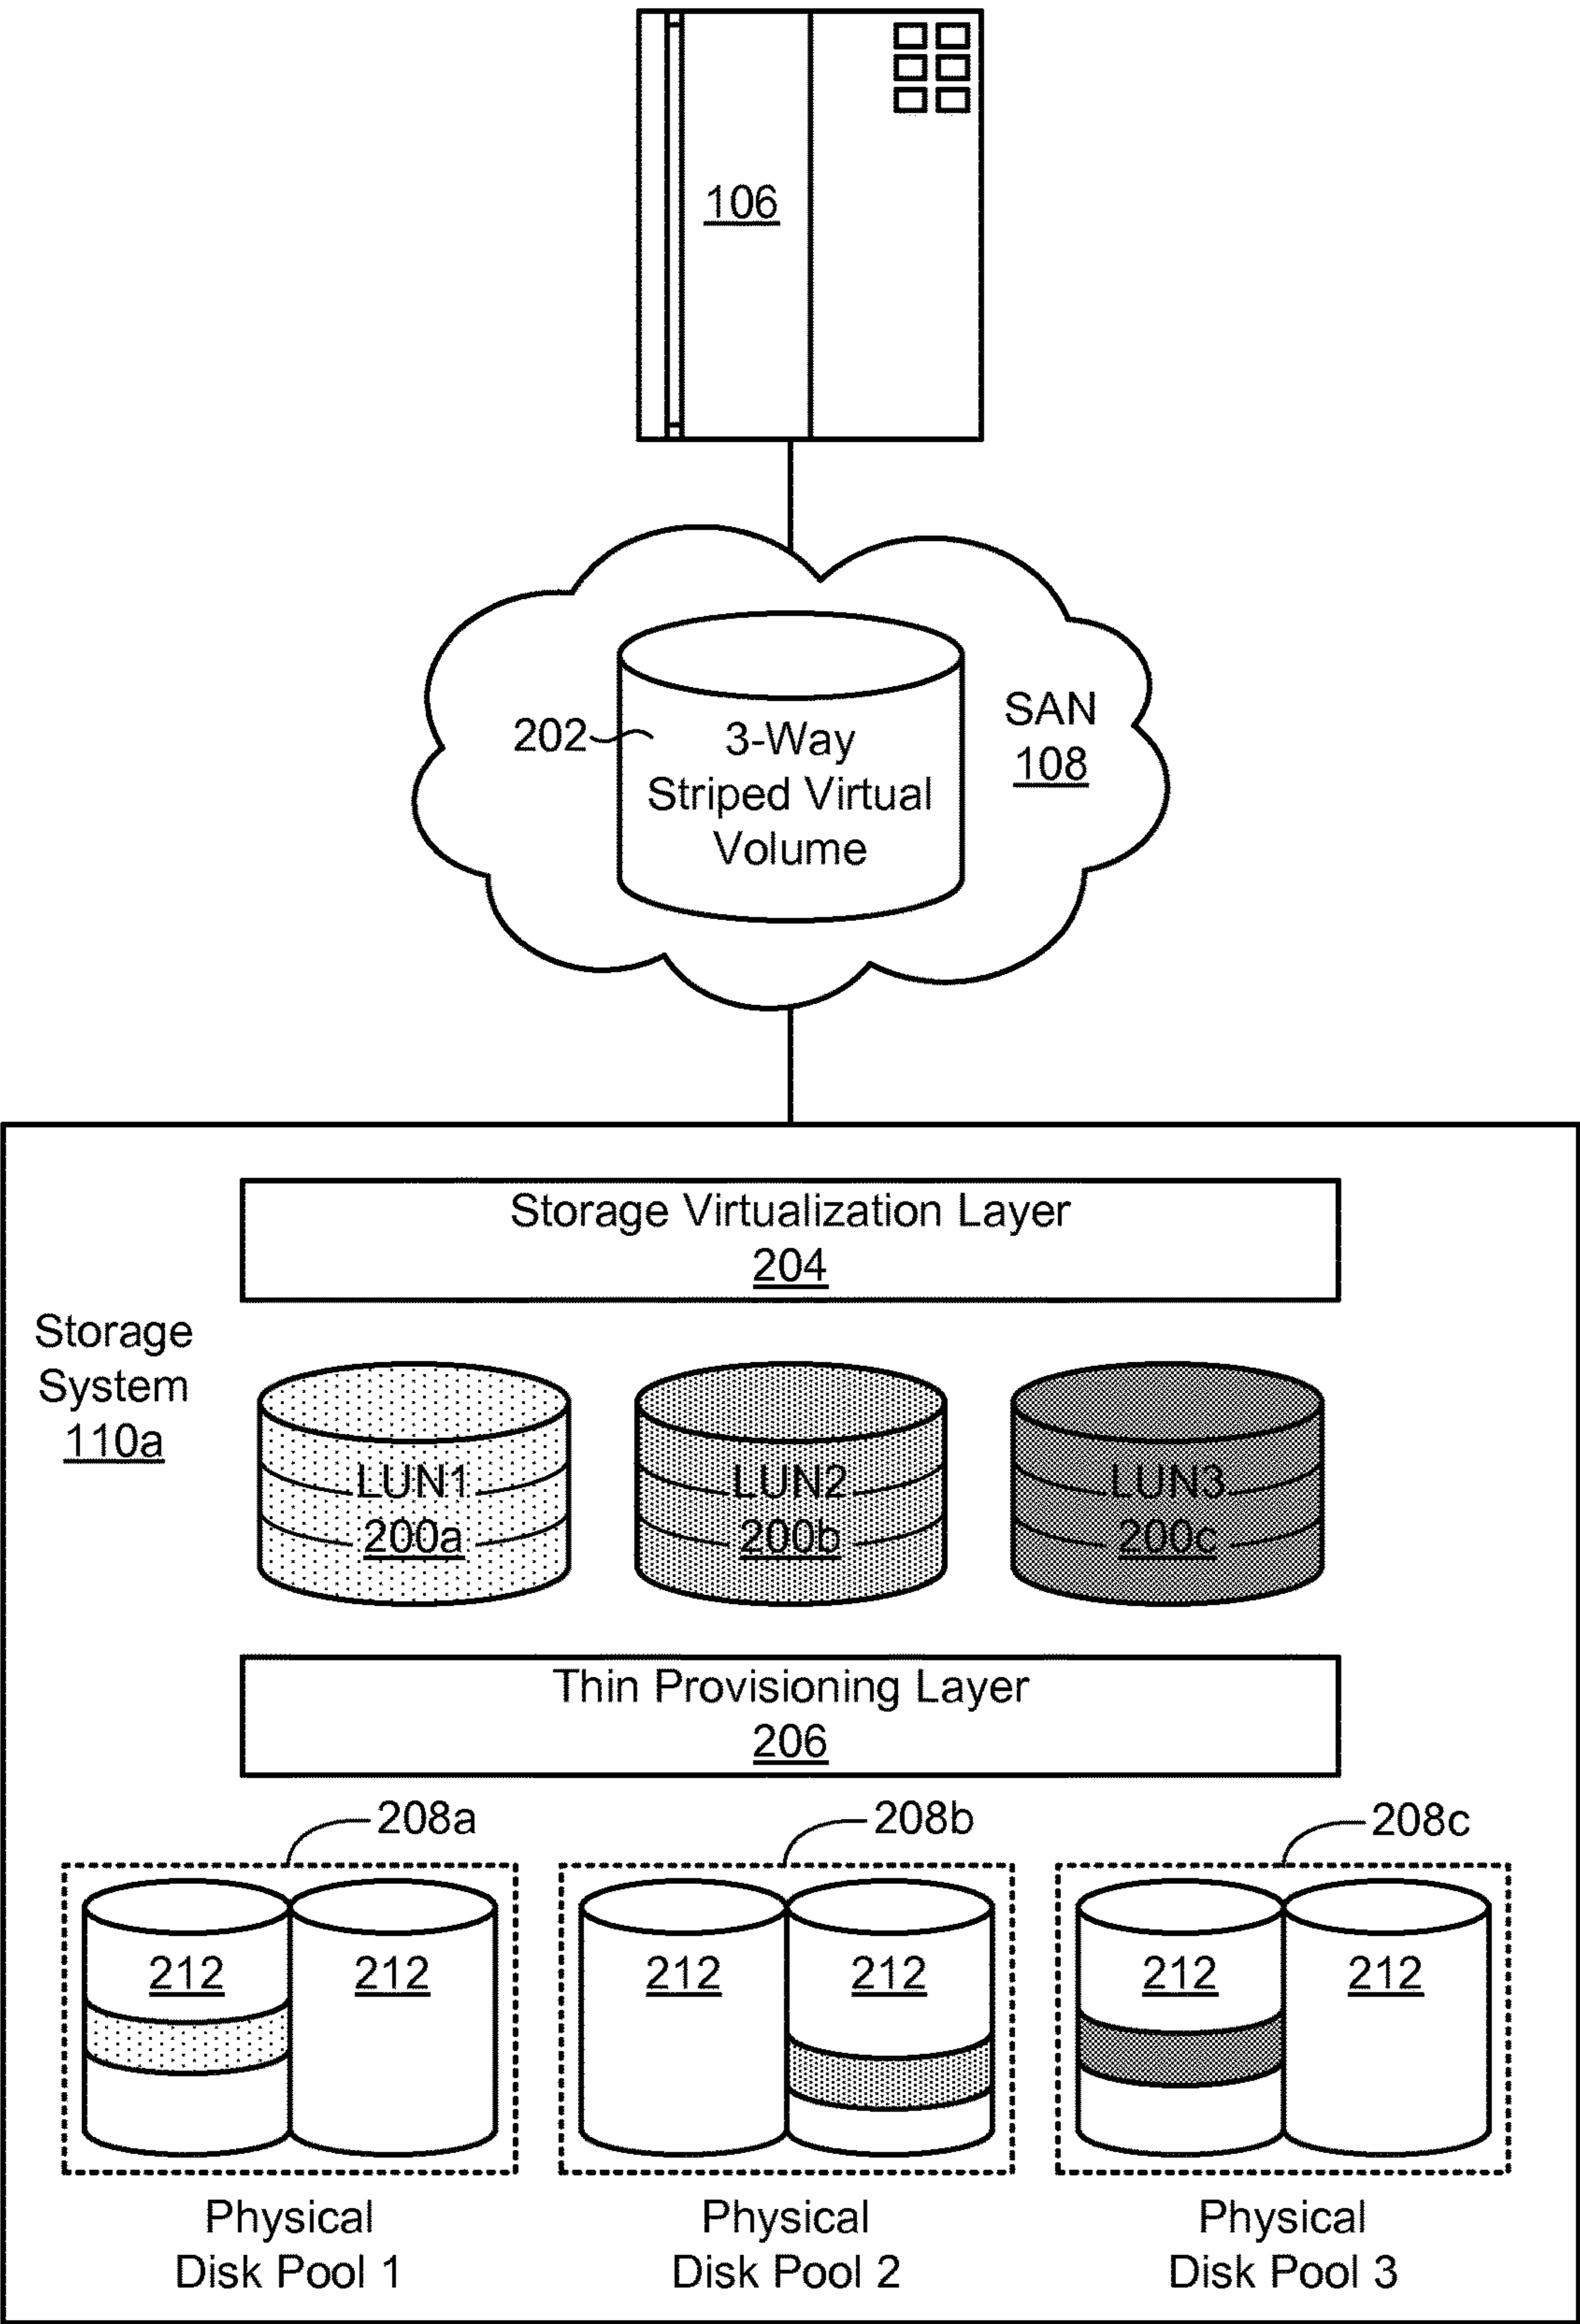 106
SAN
108
202
3-Way
Striped Virtual
Volume
Storage Virtualization Layer
204
Storage
System
110a
LUN1
200a
LUN2
200b
LUN3
200c
Thin Provisioning Layer
206
208a
208b
208c
212
212
212
212
212
212
Physical
Disk Pool 1
Physical
Disk Pool 2
Physical
Disk Pool 3